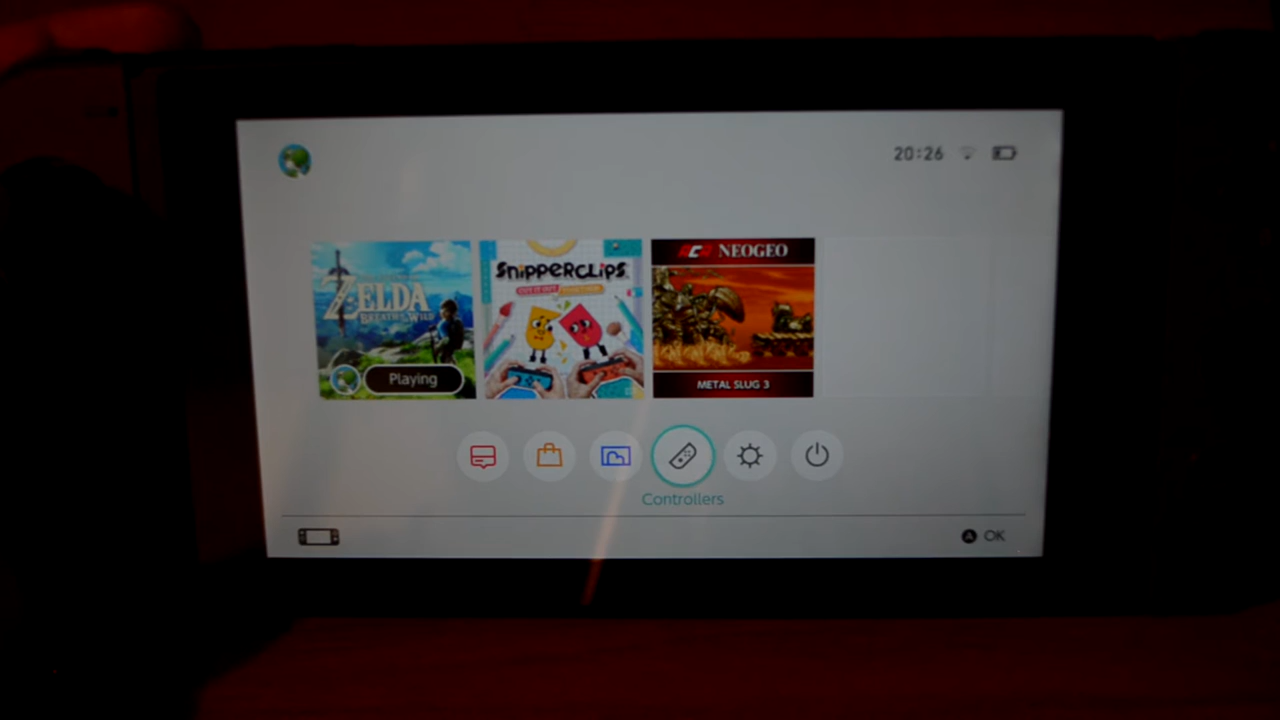 20:26
ZELDA
BREATH of the WILD
Playing
SNIPPERCLIPS
CUT IT OUT, TOGETHER!
NEOGEO
METAL SLUG 3
Controllers
A OK